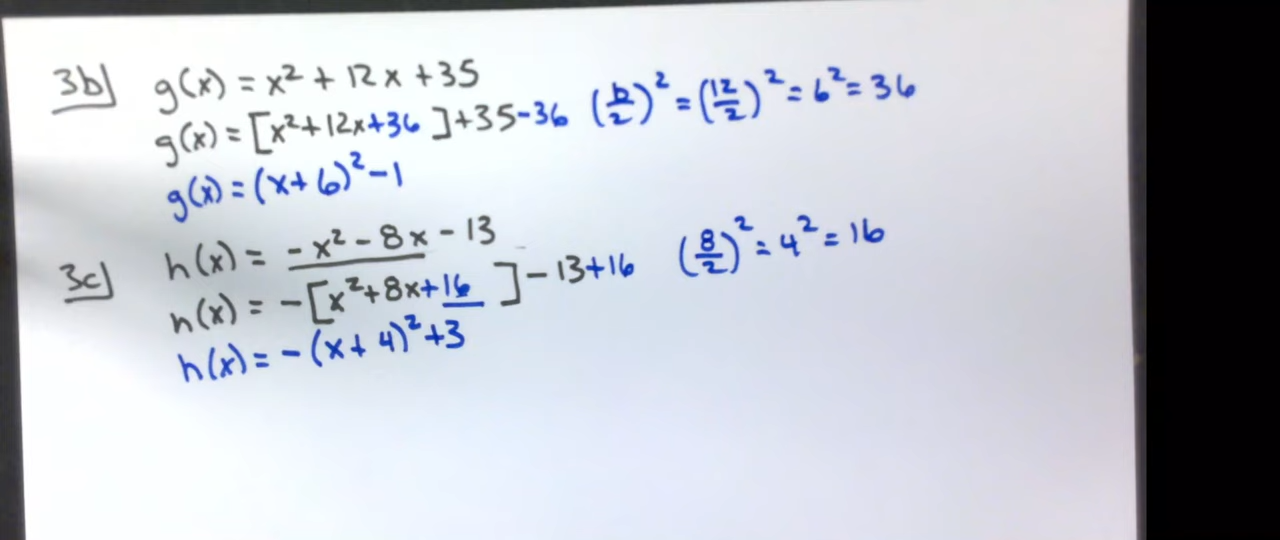 3b) g(x) = x² + 12x + 35
g(x) = [x²+12x+36 ]+35-36 (b/2)² = (12/2)² = 6² = 36
g(x) = (x+6)² - 1
3c) h(x) = -x² - 8x - 13
h(x) = -[x²+8x+16 ] - 13+16 (8/2)² = 4² = 16
h(x) = -(x+4)² +3